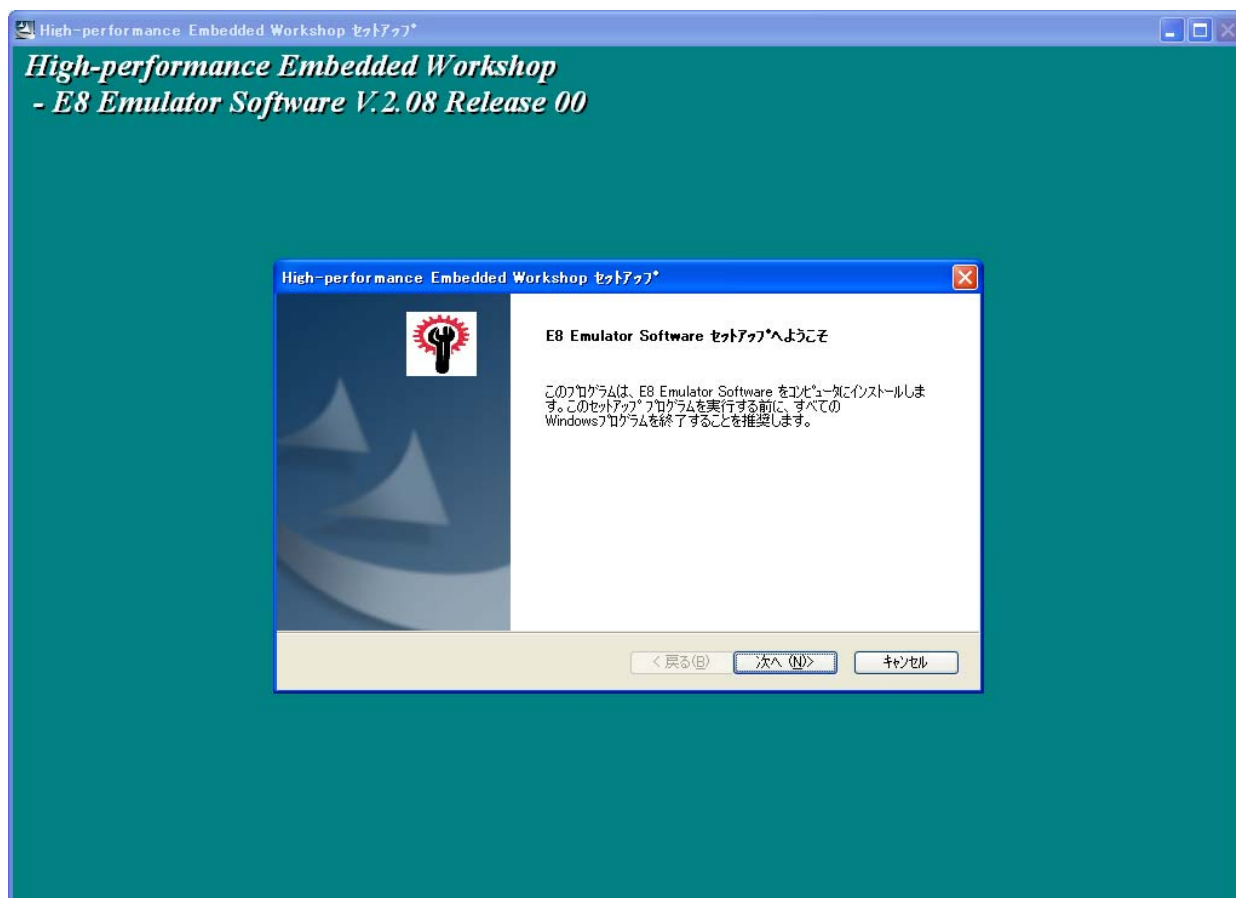 High-performance Embedded Workshop ｾｯﾄｱｯﾌﾟ
High-performance Embedded Workshop
- E8 Emulator Software V.2.08 Release 00
High-performance Embedded Workshop ｾｯﾄｱｯﾌﾟ
E8 Emulator Software ｾｯﾄｱｯﾌﾟへようこそ
このﾌﾟﾛｸﾞﾗﾑは、E8 Emulator Software をｺﾝﾋﾟｭｰﾀにｲﾝｽﾄｰﾙしま
す。このｾｯﾄｱｯﾌﾟ ﾌﾟﾛｸﾞﾗﾑを実行する前に、すべての
Windowsﾌﾟﾛｸﾞﾗﾑを終了することを推奨します。
< 戻る(B)
次へ (N)>
ｷｬﾝｾﾙ